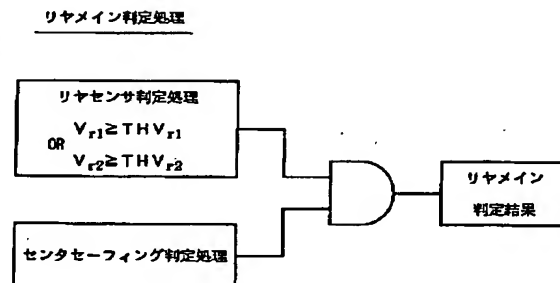 リヤメイン判定処理
リヤセンサ判定処理
Vr1≧THVr1
OR
Vr2≧THVr2
リヤメイン
判定結果
センタセーフィング判定処理